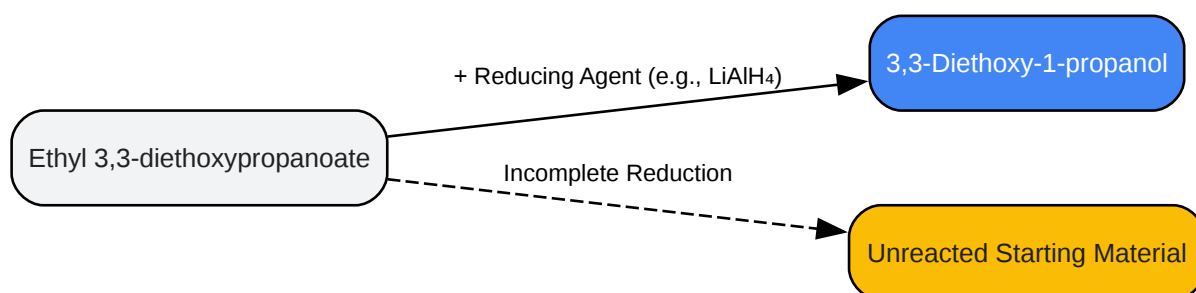 3,3-Diethoxy-1-propanol
+ Reducing Agent (e.g., LiAlH₄)
Ethyl 3,3-diethoxypropanoate
Incomplete Reduction
Unreacted Starting Material